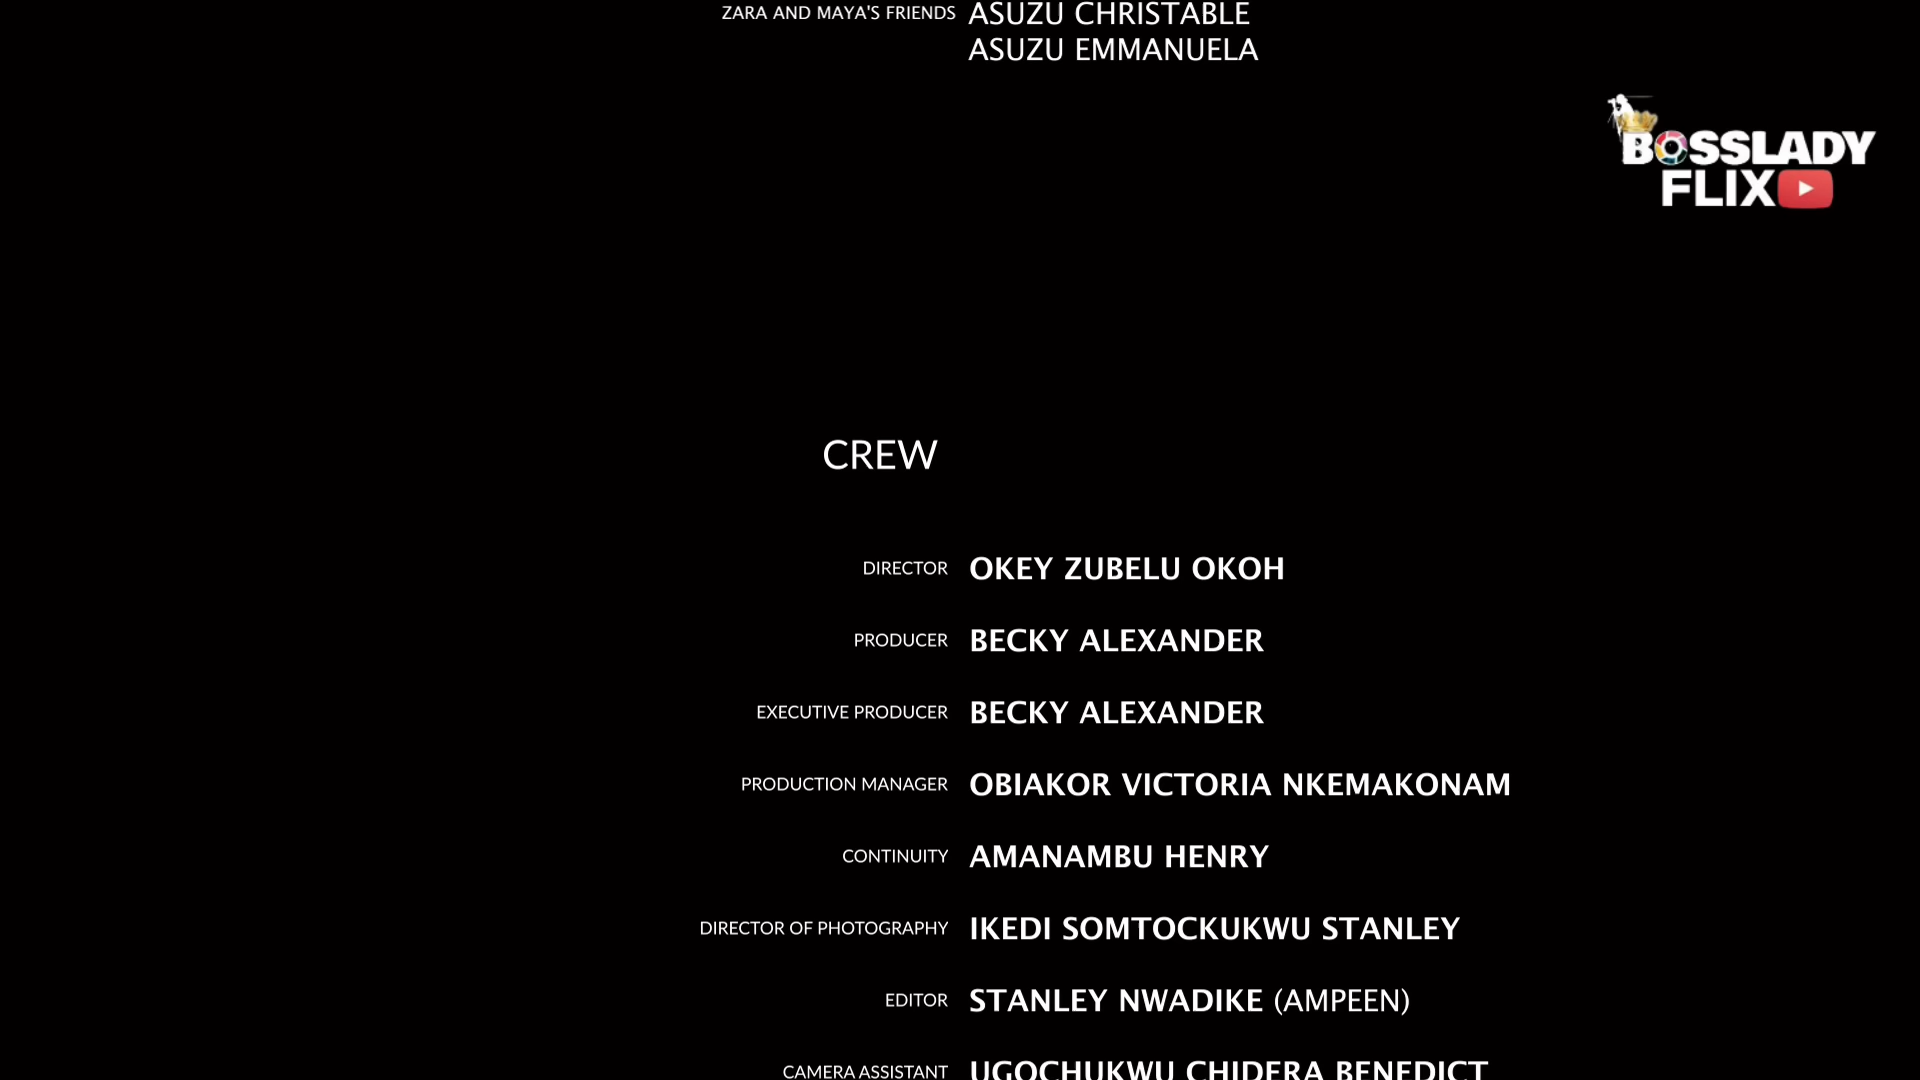 ZARA AND MAYA'S FRIENDS ASUZU CHRISTABLE
ASUZU EMMANUELA
BOSSLADY
FLIX
CREW
DIRECTOR OKEY ZUBELU OKOH
PRODUCER BECKY ALEXANDER
EXECUTIVE PRODUCER BECKY ALEXANDER
PRODUCTION MANAGER OBIAKOR VICTORIA NKEMAKONAM
CONTINUITY AMANAMBU HENRY
DIRECTOR OF PHOTOGRAPHY IKEDI SOMTOCKUKWU STANLEY
EDITOR STANLEY NWADIKE (AMPEEN)
CAMERA ASSISTANT UGOCHUKWU CHIDERA BENEDICT